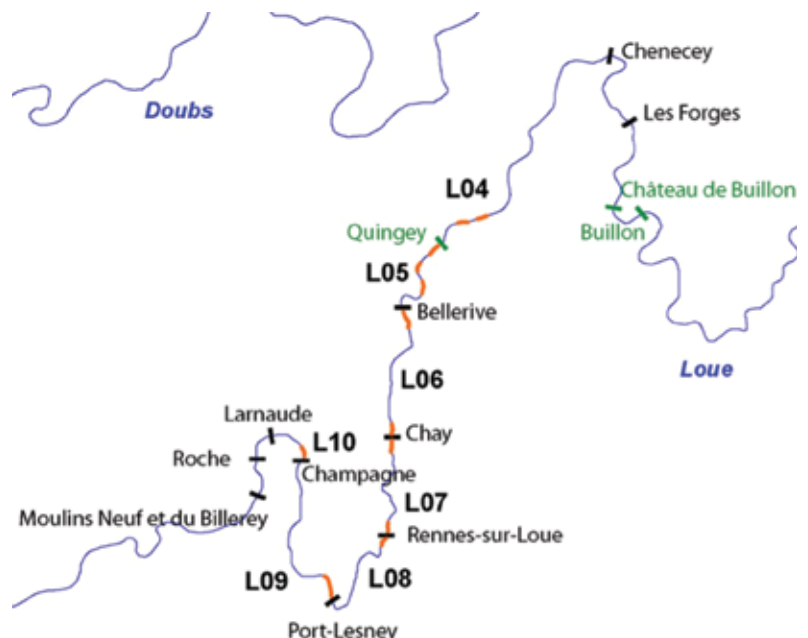 Chenecey
Doubs
Les Forges
L04
Château de Buillon
Quingey
Buillon
L05
Bellerive
Loue
L06
Larnaude
L10
Chay
Roche
Champagne
L07
Moulins Neuf et du Billerey
Rennes-sur-Loue
L09
L08
Port-Lesney